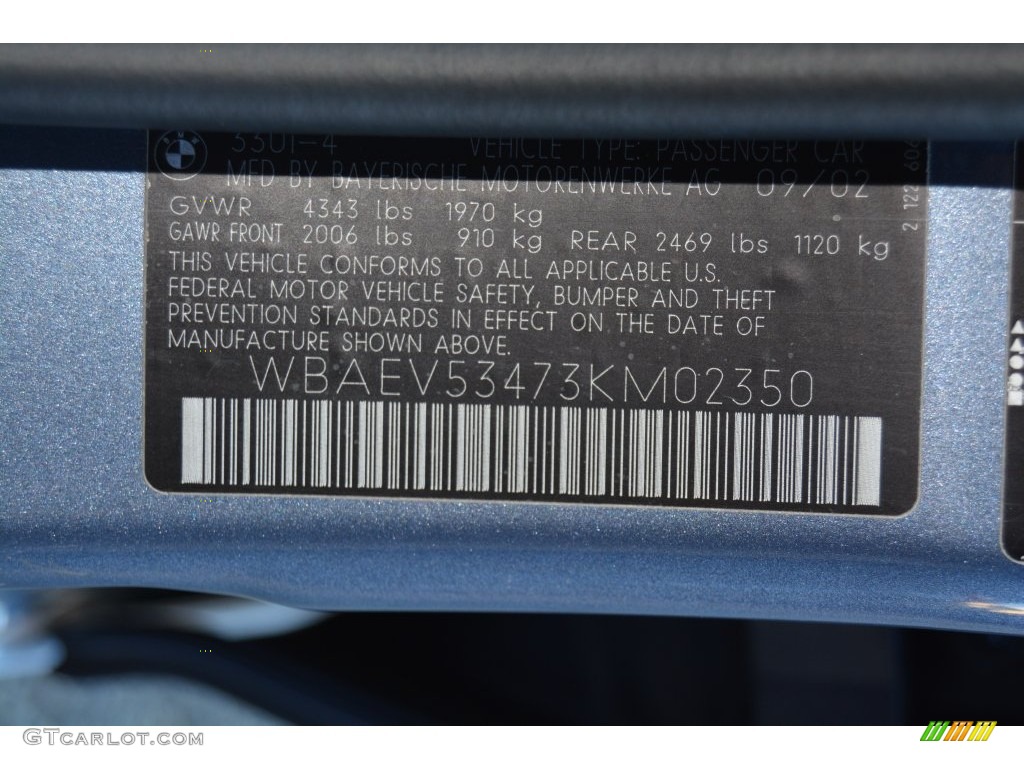 330I-4 VEHICLE TYPE: PASSENGER CAR
MFD BY BAYERISCHE MOTORENWERKE AG 09/02
GVWR 4343 lbs 1970 kg
GAWR FRONT 2006 lbs 910 kg REAR 2469 lbs 1120 kg
THIS VEHICLE CONFORMS TO ALL APPLICABLE U.S.
FEDERAL MOTOR VEHICLE SAFETY, BUMPER AND THEFT
PREVENTION STANDARDS IN EFFECT ON THE DATE OF
MANUFACTURE SHOWN ABOVE.
WBAEV53473KM02350
GTCARLOT.COM